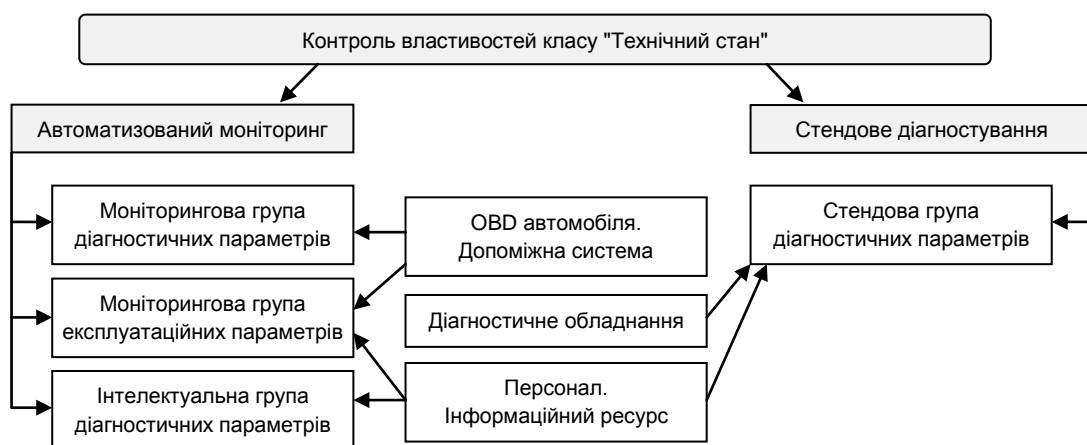 Контроль властивостей класу "Технічний стан"
Автоматизований моніторинг
Стендове діагностування
Моніторингова група
діагностичних параметрів
OBD автомобіля.
Допоміжна система
Стендова група
діагностичних параметрів
Моніторингова група
експлуатаційних параметрів
Діагностичне обладнання
Інтелектуальна група
діагностичних параметрів
Персонал.
Інформаційний ресурс